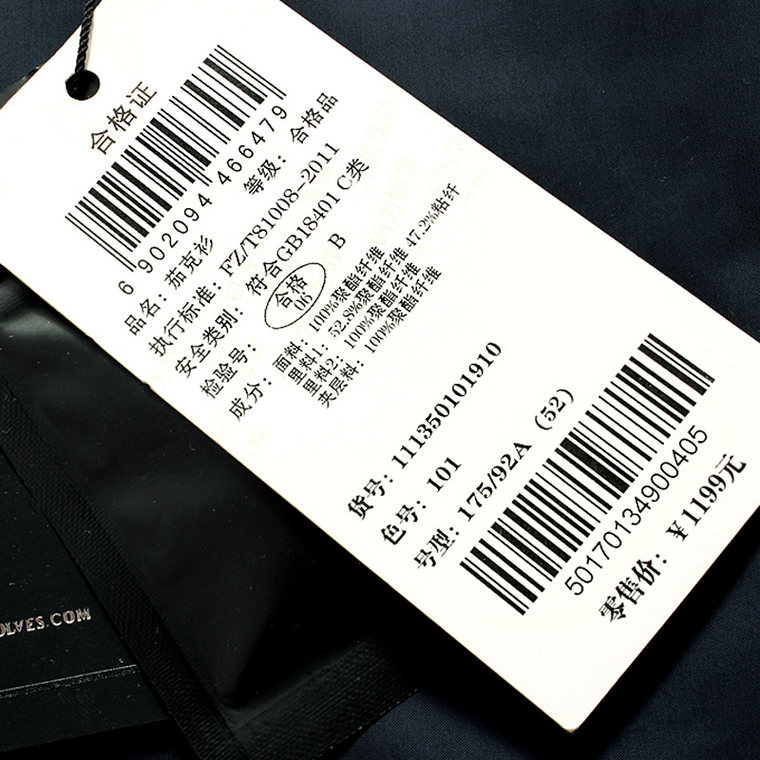 合格证
6 902094 466479
品名: 茄克衫 等级: 合格品
执行标准: FZ/T81008-2011
安全类别: 符合GB18401 C类
检验号: 合格 06 B
成分: 面料: 100%聚酯纤维
里料1: 52.8%聚酯纤维 47.2%粘纤
里料2: 100%聚酯纤维
夹层料: 100%聚酯纤维
货号: 111350101910
色号: 101
号型: 175/92A (52)
50170134900405
零售价: ¥1199元
OLVES.COM